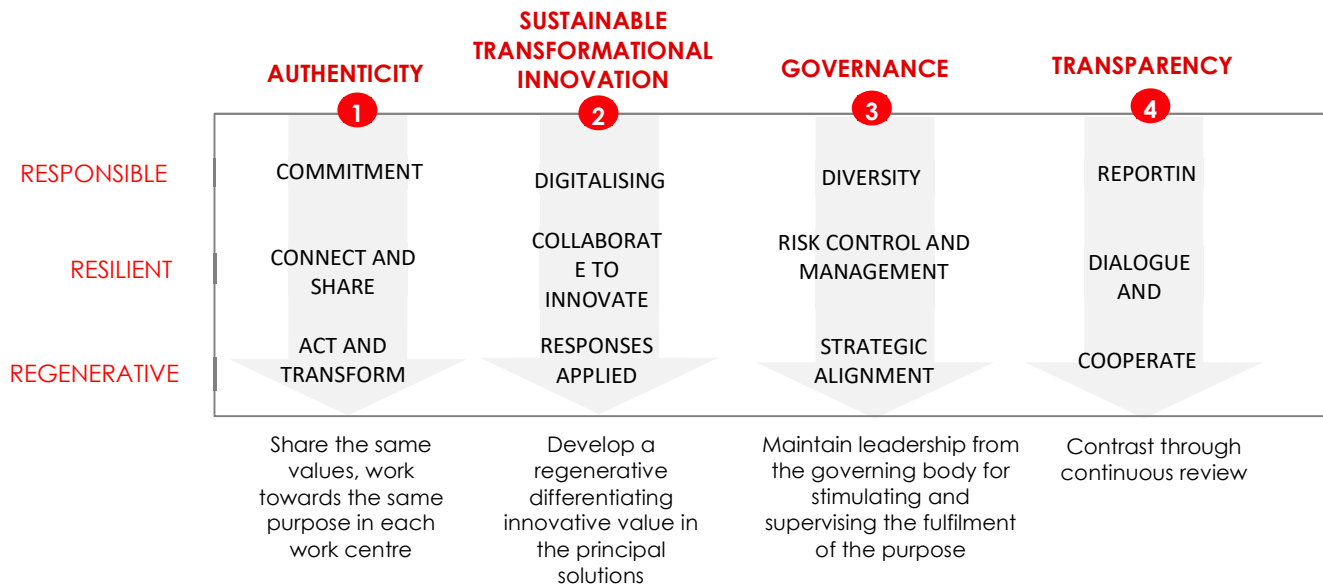 AUTHENTICITY
SUSTAINABLE
TRANSFORMATIONAL
INNOVATION
GOVERNANCE
TRANSPARENCY
1
2
3
4
RESPONSIBLE
COMMITMENT
DIGITALISING
DIVERSITY
REPORTIN
RESILIENT
CONNECT AND
SHARE
COLLABORAT
E TO
INNOVATE
RISK CONTROL AND
MANAGEMENT
DIALOGUE
AND
REGENERATIVE
ACT AND
TRANSFORM
RESPONSES
APPLIED
STRATEGIC
ALIGNMENT
COOPERATE
Share the same
values, work
towards the same
purpose in each
work centre
Develop a
regenerative
differentiating
innovative value in
the principal
solutions
Maintain leadership from
the governing body for
stimulating and
supervising the fulfilment
of the purpose
Contrast through
continuous review